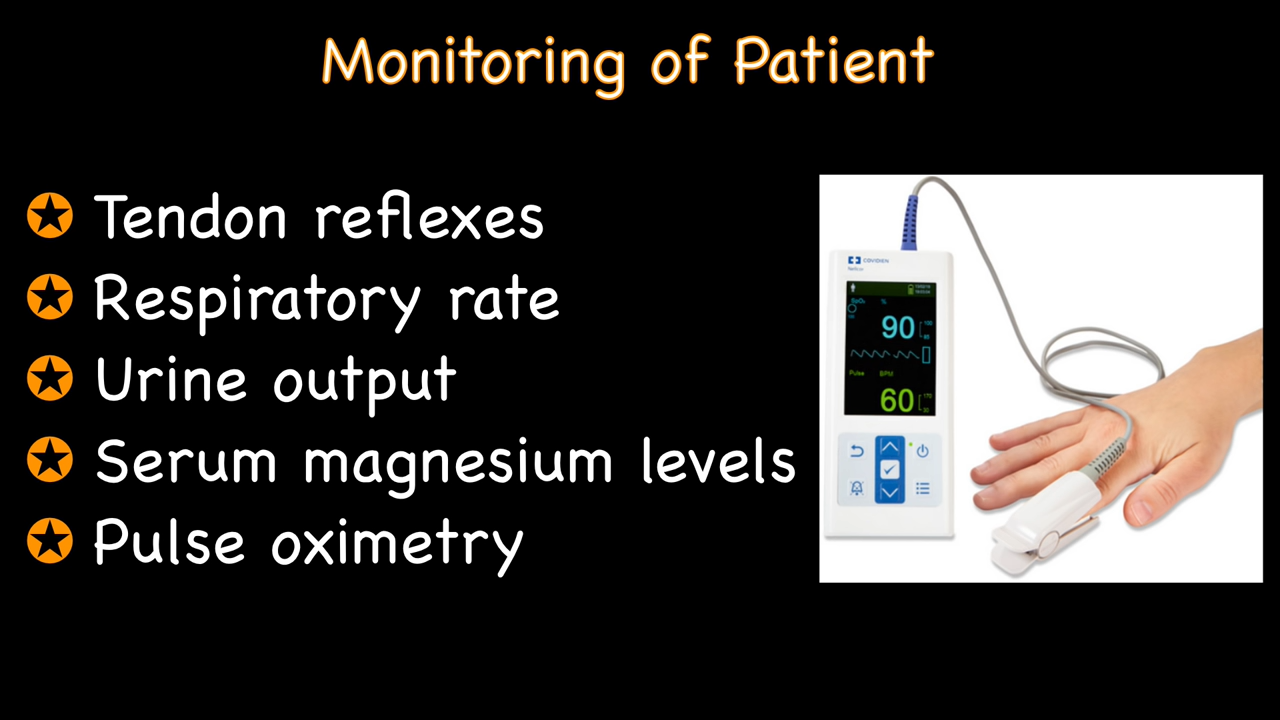 Monitoring of Patient
✪ Tendon reflexes
✪ Respiratory rate
✪ Urine output
✪ Serum magnesium levels
✪ Pulse oximetry
COVIDIEN
SpO₂ %
90
Pulse BPM
60